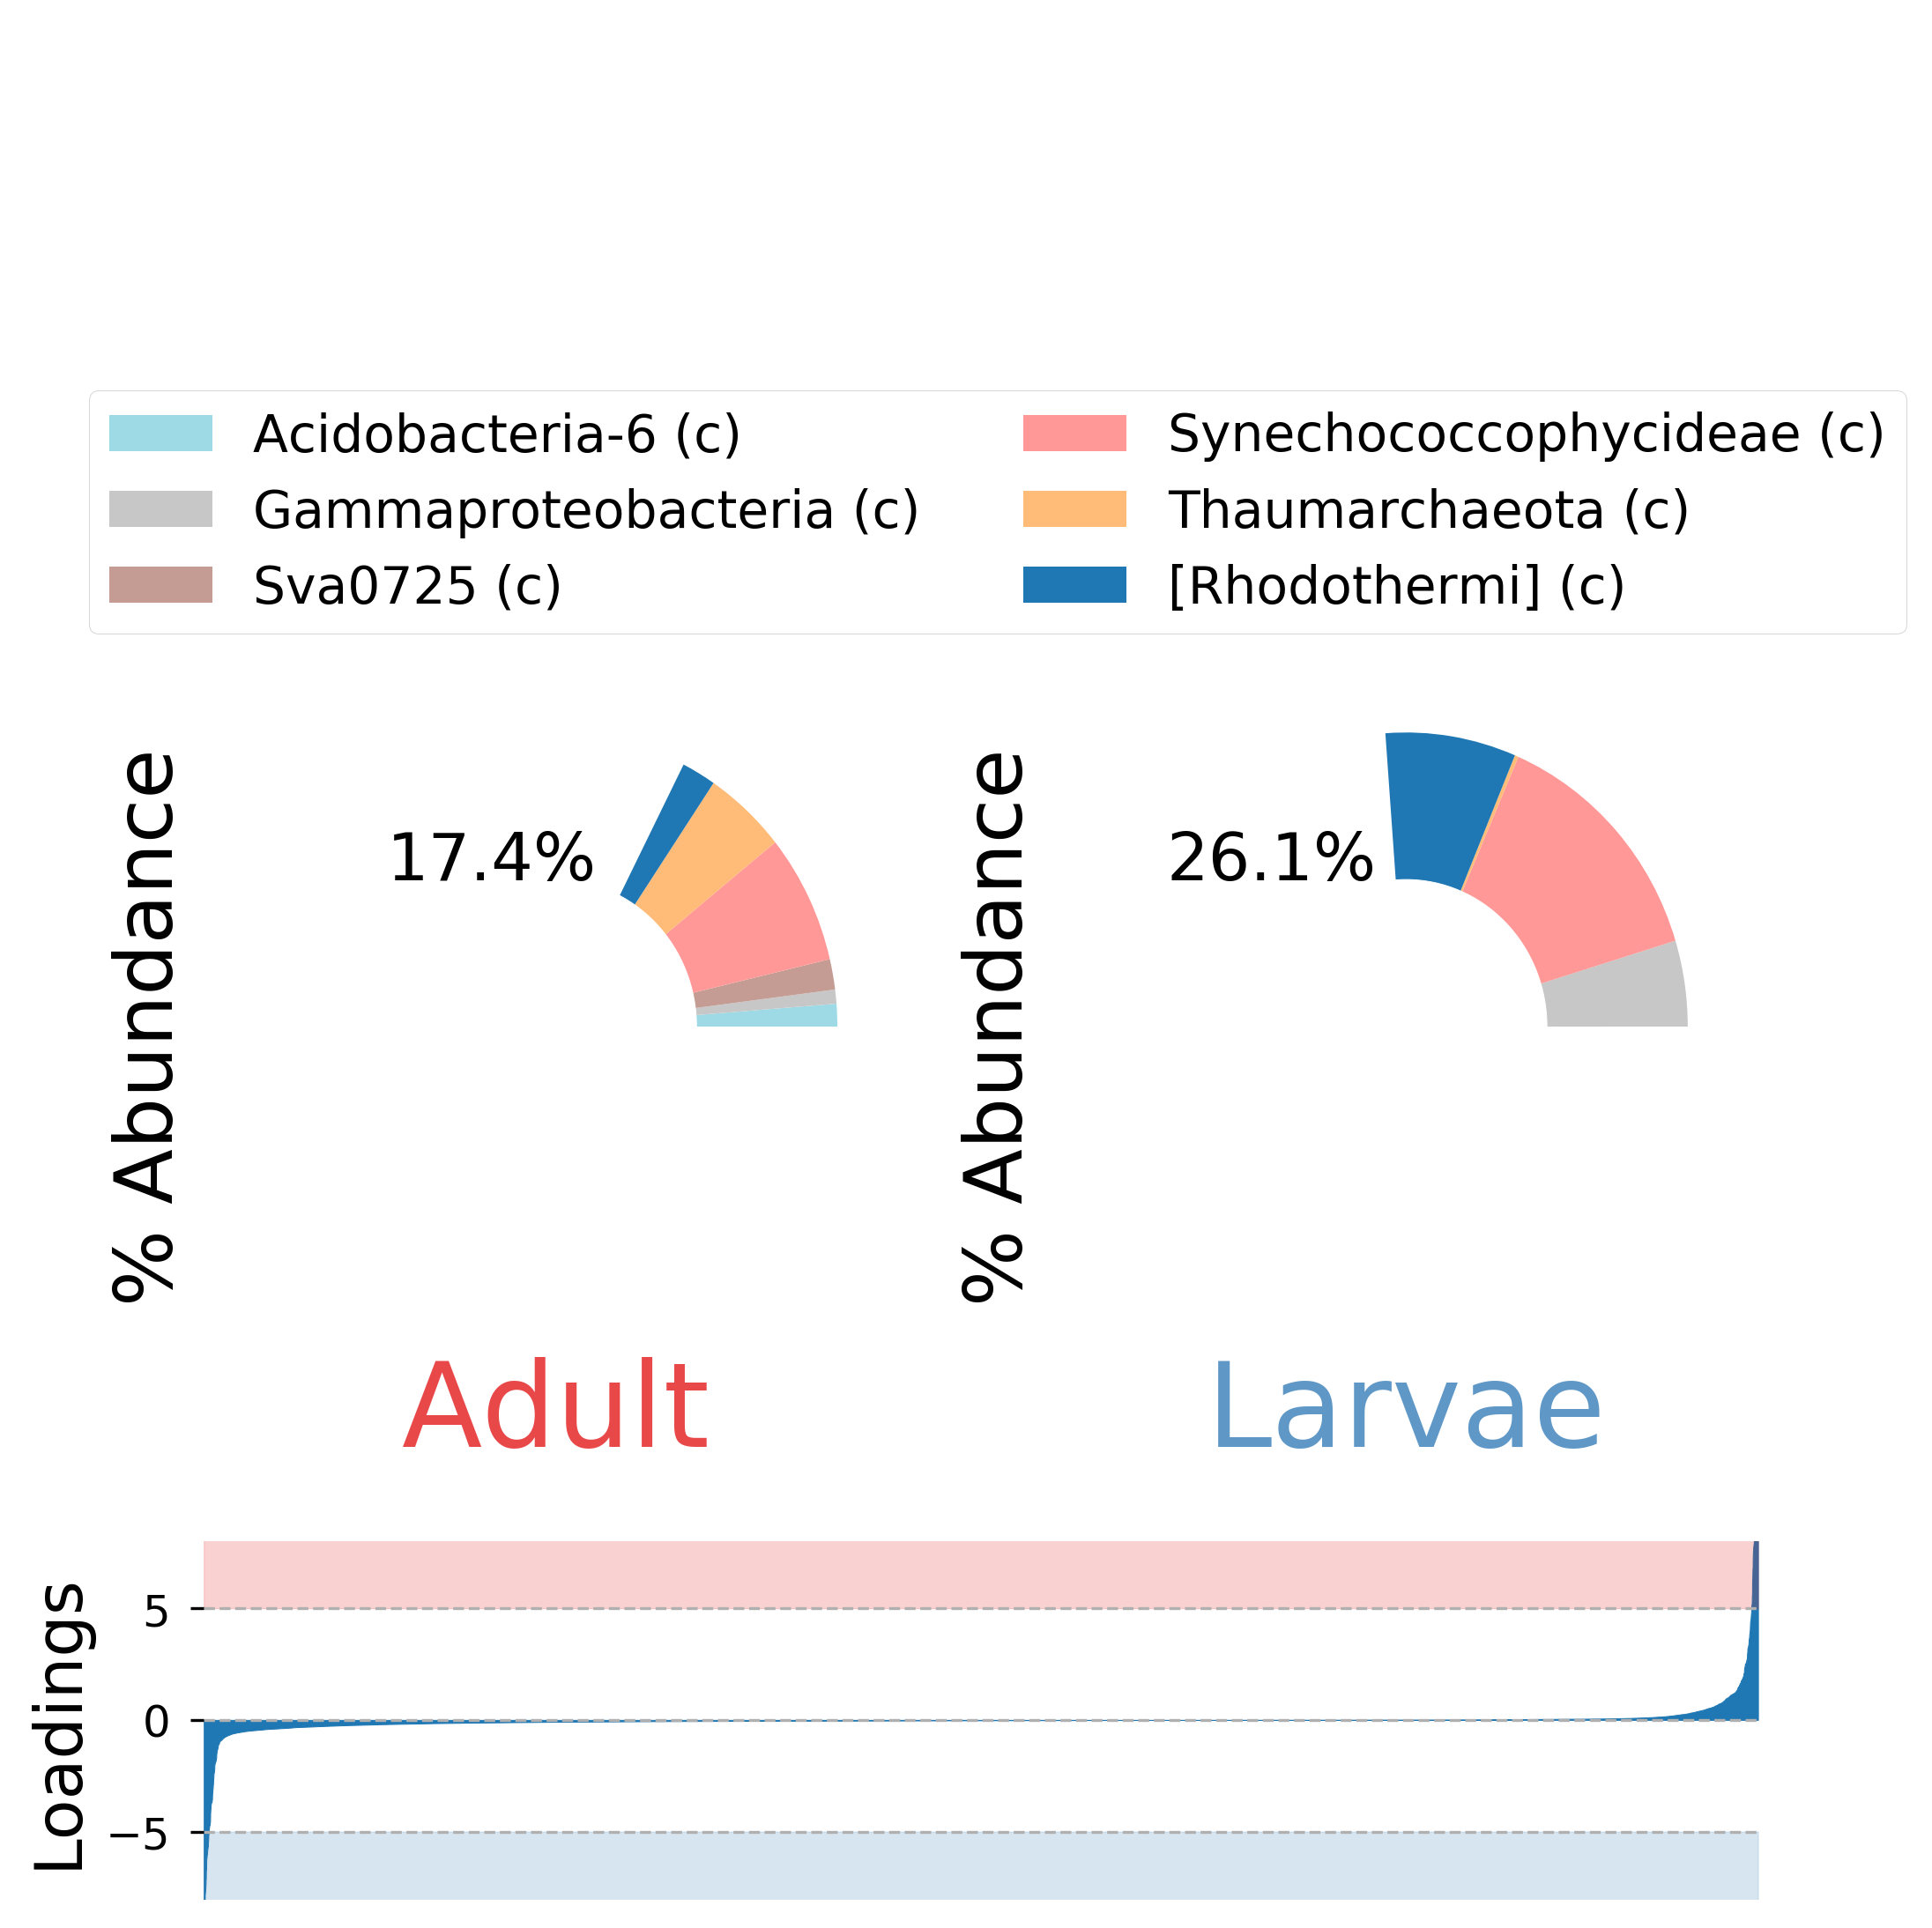 Acidobacteria-6 (c)
Gammaproteobacteria (c)
Sva0725 (c)
Synechococcophycideae (c)
Thaumarchaeota (c)
[Rhodothermi] (c)
% Abundance
17.4%
% Abundance
26.1%
Adult
Larvae
Loadings
5
0
−5